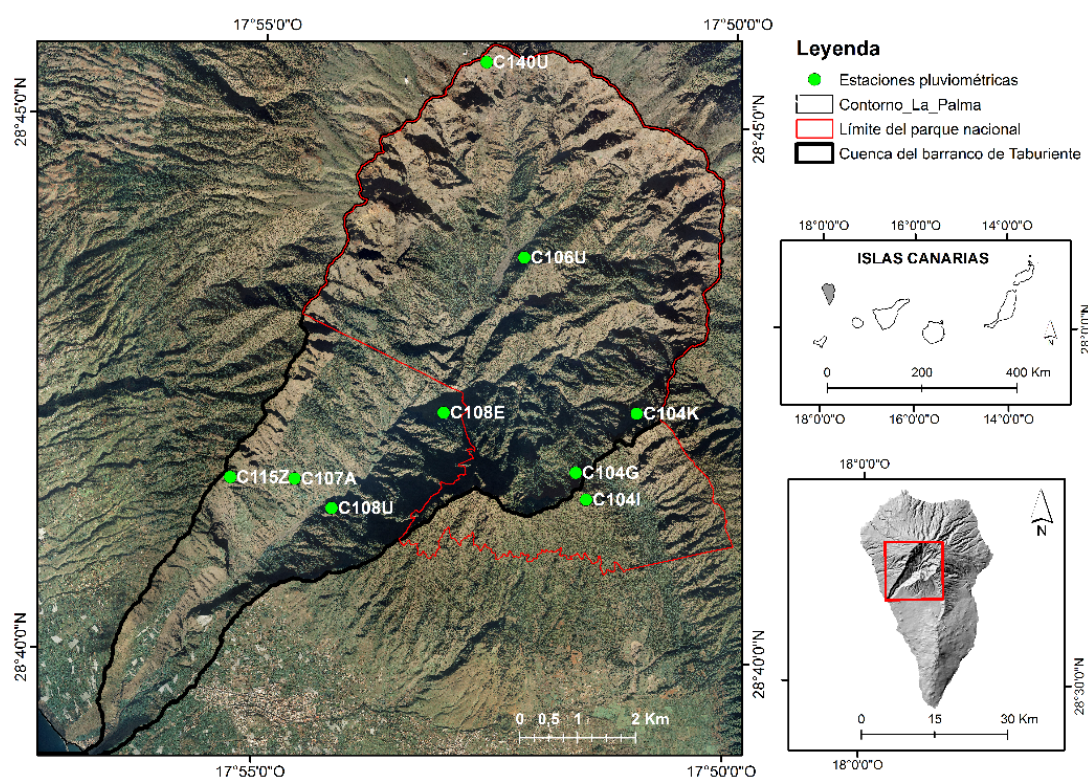 17°55'0"O
17°50'0"O
28°45'0"N
28°45'0"N
C140U
C106U
C108E
C104K
C115Z
C107A
C104G
C104I
C108U
28°40'0"N
28°40'0"N
0 0,5 1 2 Km
17°55'0"O
17°50'0"O
Leyenda
Estaciones pluviométricas
Contorno_La_Palma
Límite del parque nacional
Cuenca del barranco de Taburiente
18°0'0"O
16°0'0"O
14°0'0"O
ISLAS CANARIAS
28°0'0"N
N
0 200 400 Km
18°0'0"O
16°0'0"O
14°0'0"O
18°0'0"O
N
28°30'0"N
0 15 30 Km
18°0'0"O